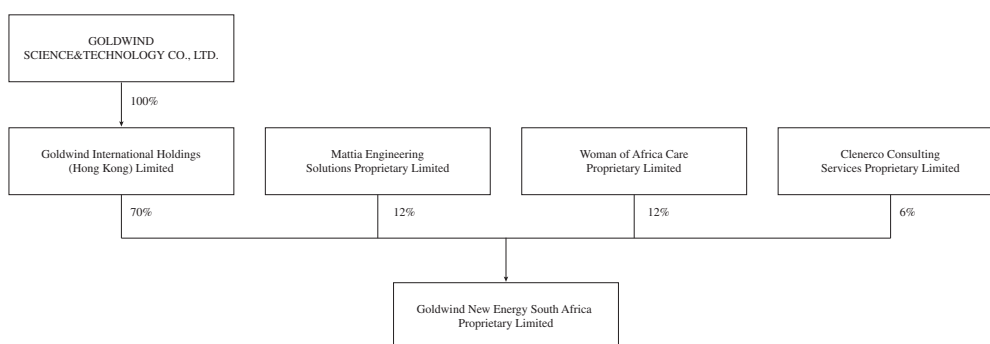 GOLDWIND
SCIENCE&TECHNOLOGY CO., LTD.
100%
Goldwind International Holdings
(Hong Kong) Limited
Mattia Engineering
Solutions Proprietary Limited
Woman of Africa Care
Proprietary Limited
Clenerco Consulting
Services Proprietary Limited
70%
12%
12%
6%
Goldwind New Energy South Africa
Proprietary Limited